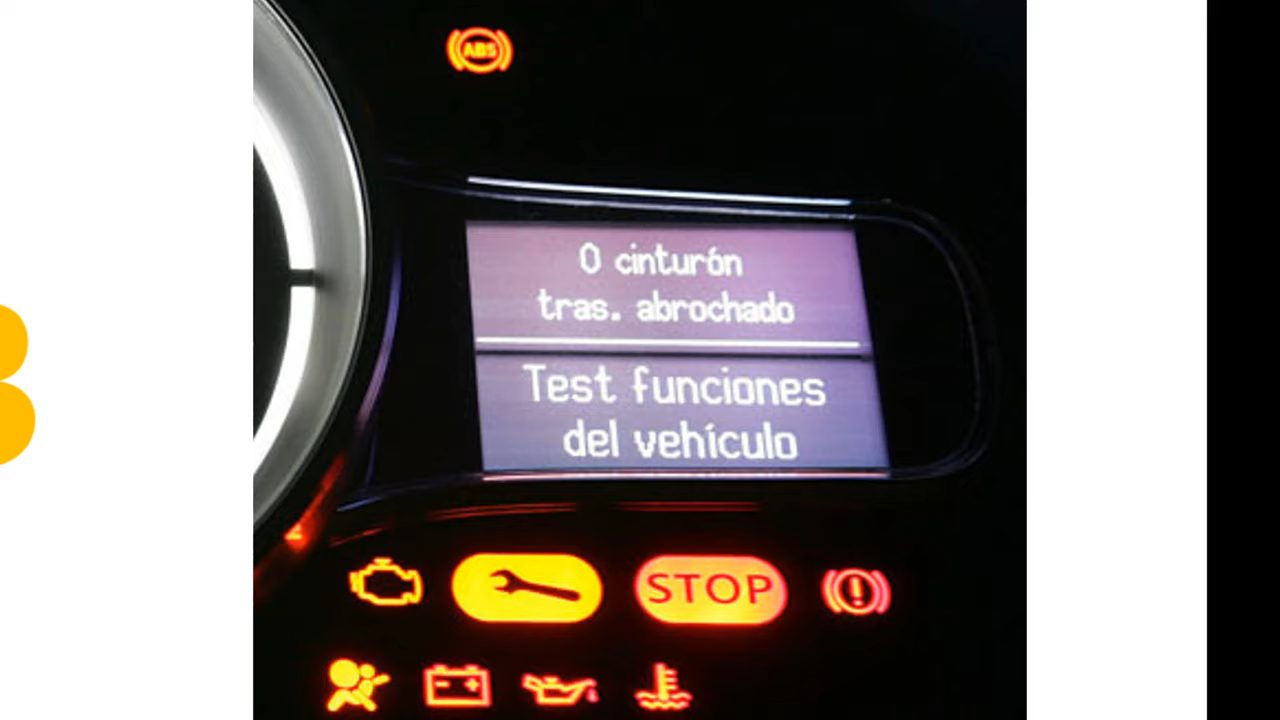 ABS
0 cinturón
tras. abrochado
Test funciones
del vehículo
STOP